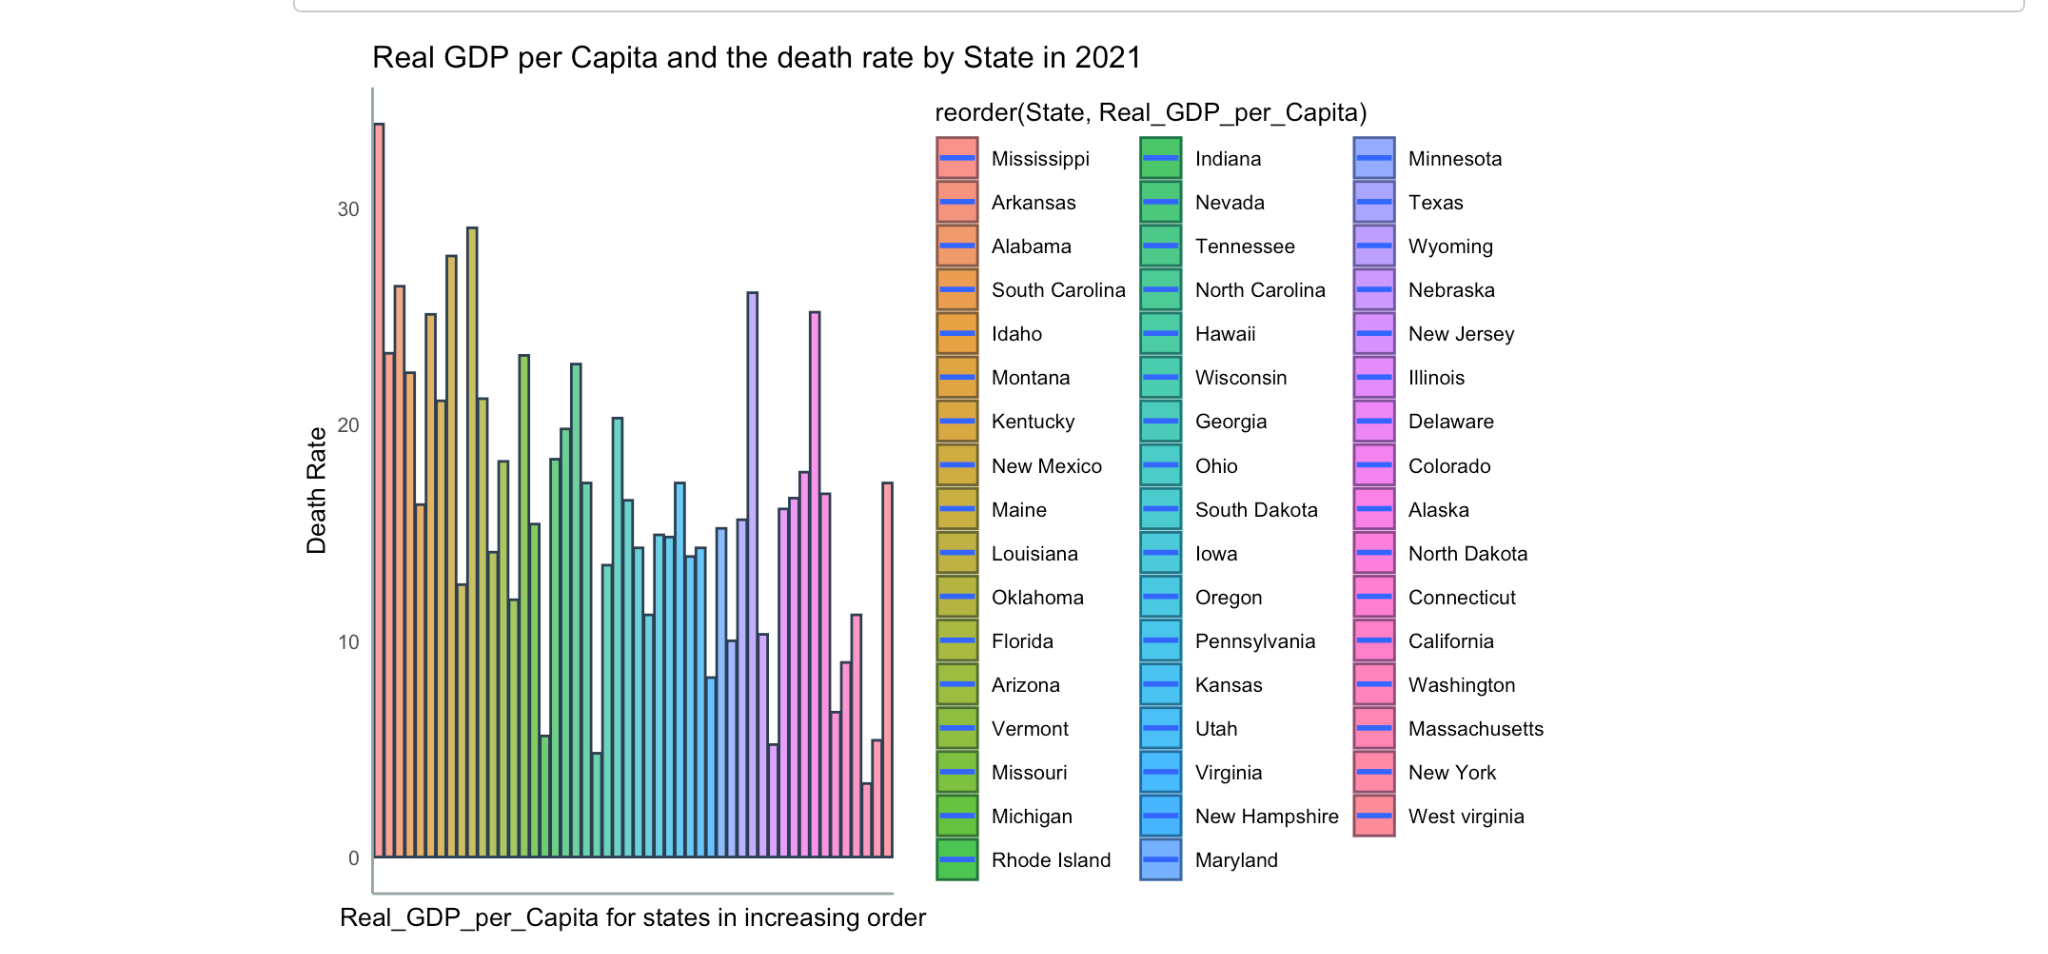 Real GDP per Capita and the death rate by State in 2021
Death Rate
30
20
10
0
Real_GDP_per_Capita for states in increasing order
reorder(State, Real_GDP_per_Capita)
Mississippi
Arkansas
Alabama
South Carolina
Idaho
Montana
Kentucky
New Mexico
Maine
Louisiana
Oklahoma
Florida
Arizona
Vermont
Missouri
Michigan
Rhode Island
Indiana
Nevada
Tennessee
North Carolina
Hawaii
Wisconsin
Georgia
Ohio
South Dakota
Iowa
Oregon
Pennsylvania
Kansas
Utah
Virginia
New Hampshire
Maryland
Minnesota
Texas
Wyoming
Nebraska
New Jersey
Illinois
Delaware
Colorado
Alaska
North Dakota
Connecticut
California
Washington
Massachusetts
New York
West virginia